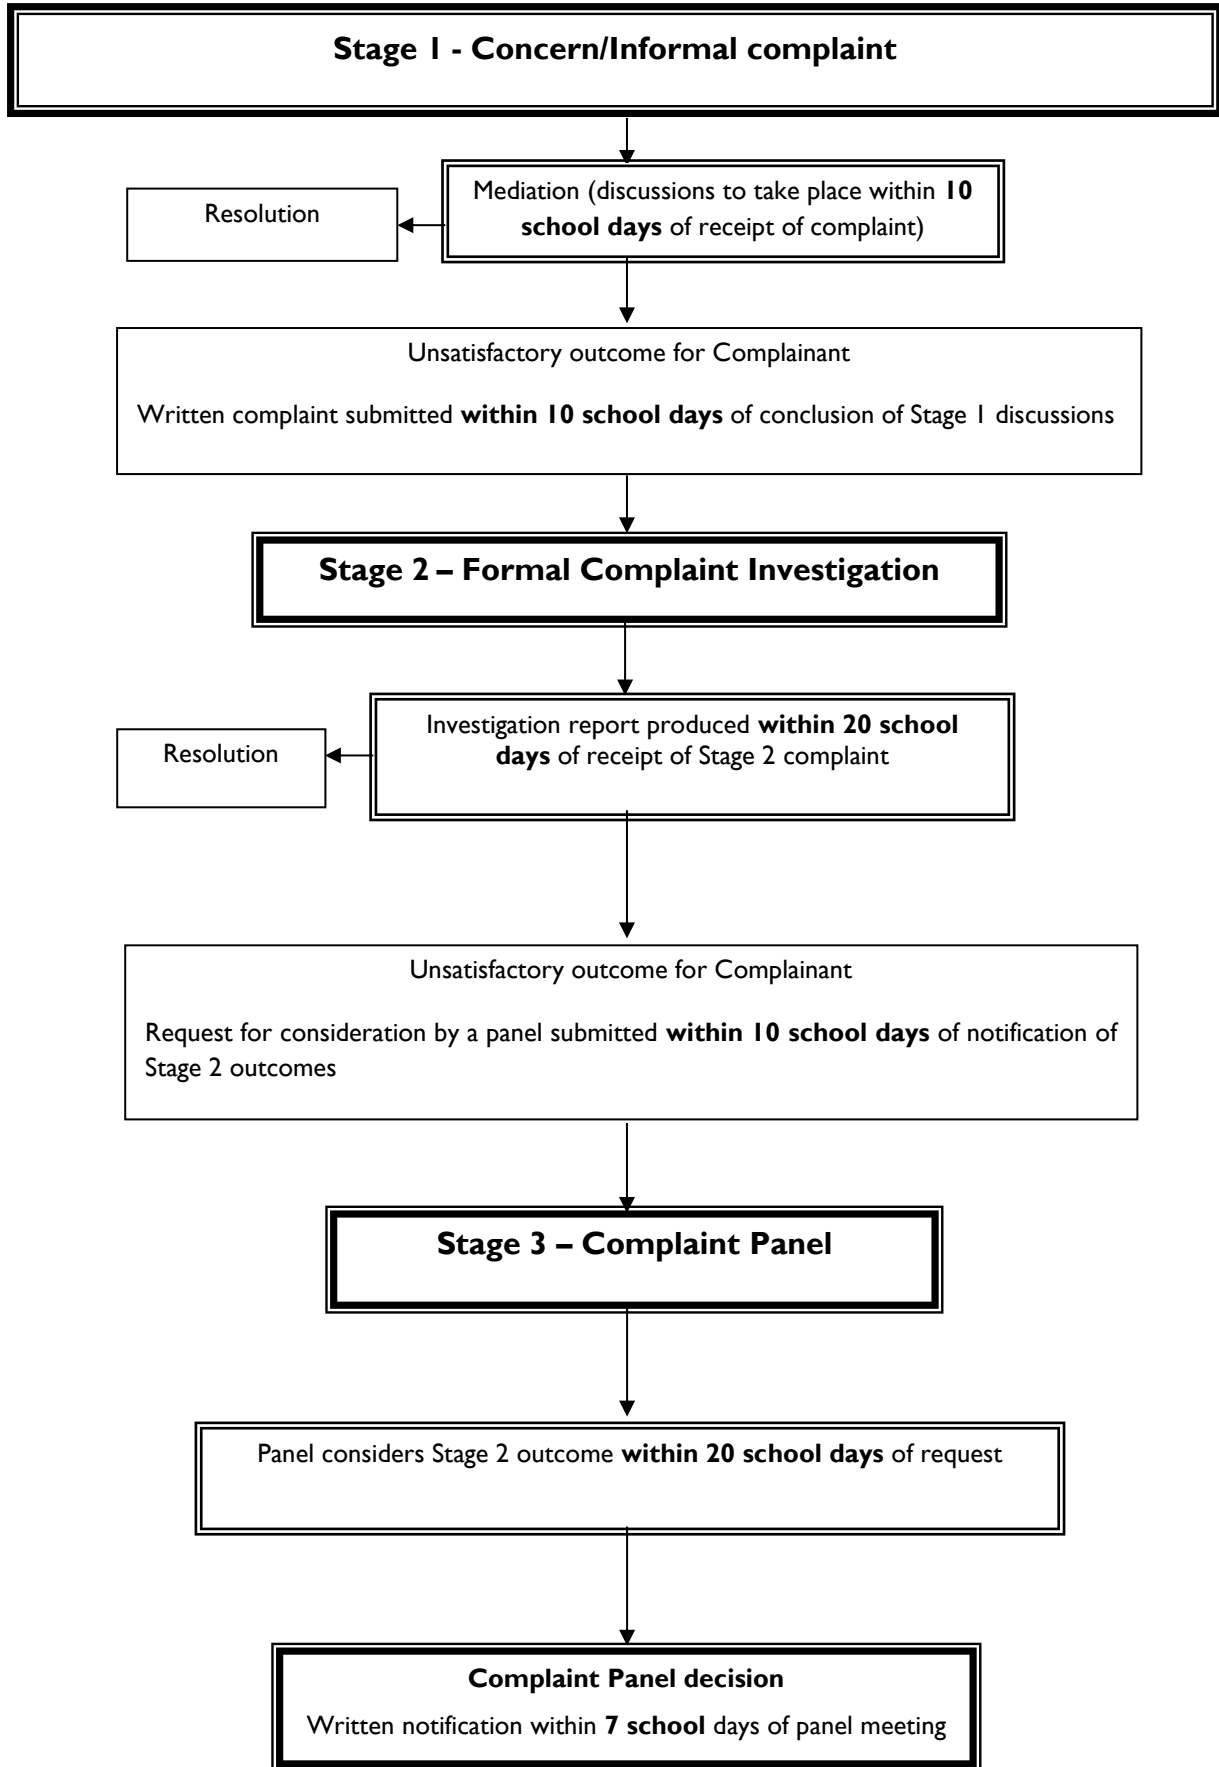 Stage 1 - Concern/Informal complaint
Mediation (discussions to take place within 10
school days of receipt of complaint)
Resolution
Unsatisfactory outcome for Complainant
Written complaint submitted within 10 school days of conclusion of Stage 1 discussions
Stage 2 – Formal Complaint Investigation
Investigation report produced within 20 school
days of receipt of Stage 2 complaint
Resolution
Unsatisfactory outcome for Complainant
Request for consideration by a panel submitted within 10 school days of notification of
Stage 2 outcomes
Stage 3 – Complaint Panel
Panel considers Stage 2 outcome within 20 school days of request
Complaint Panel decision
Written notification within 7 school days of panel meeting